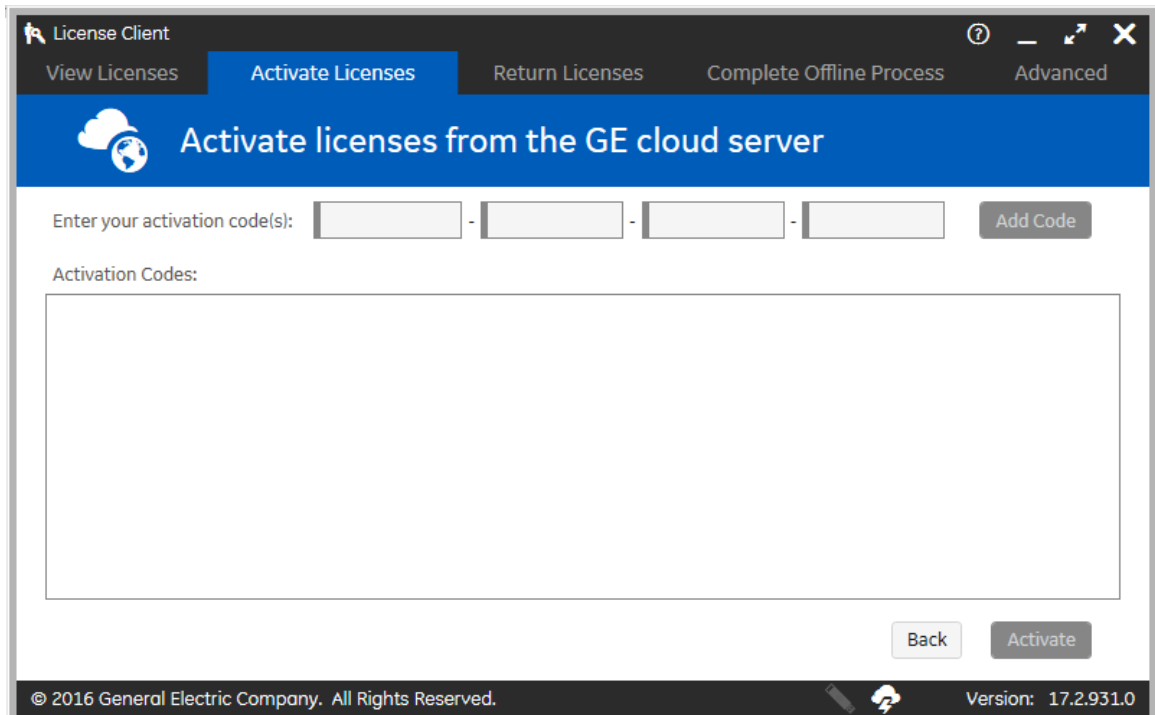 License Client
View Licenses Activate Licenses Return Licenses Complete Offline Process Advanced
Activate licenses from the GE cloud server
Enter your activation code(s): - - - Add Code
Activation Codes:
Back Activate
© 2016 General Electric Company. All Rights Reserved. Version: 17.2.931.0